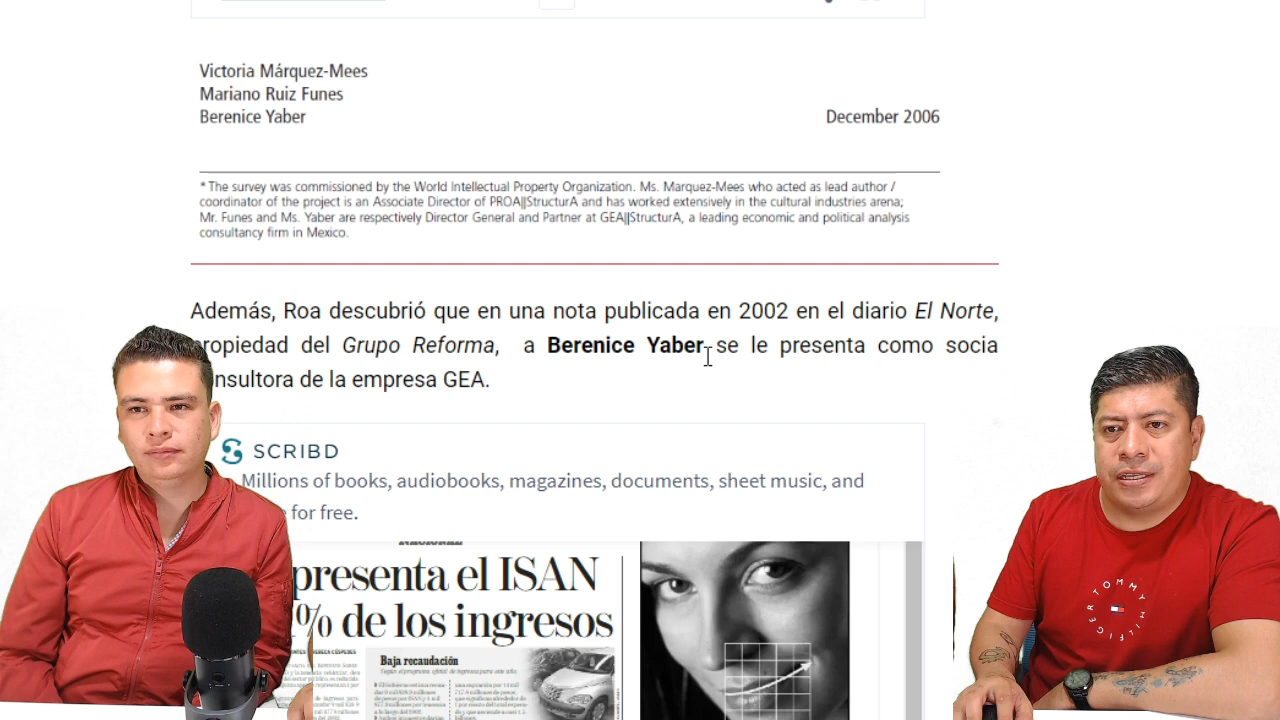 Victoria Márquez-Mees
Mariano Ruiz Funes
Berenice Yaber
December 2006
* The survey was commissioned by the World Intellectual Property Organization. Ms. Marquez-Mees who acted as lead author /
coordinator of the project is an Associate Director of PROA||StructurA and has worked extensively in the cultural industries arena;
Mr. Funes and Ms. Yaber are respectively Director General and Partner at GEA||StructurA, a leading economic and political analysis
consultancy firm in Mexico.
Además, Roa descubrió que en una nota publicada en 2002 en el diario El Norte,
propiedad del Grupo Reforma, a Berenice Yaber se le presenta como socia
consultora de la empresa GEA.
SCRIBD
Millions of books, audiobooks, magazines, documents, sheet music, and
for free.
presenta el ISAN
% de los ingresos
Baja recaudación
TOMMY HILFIGER